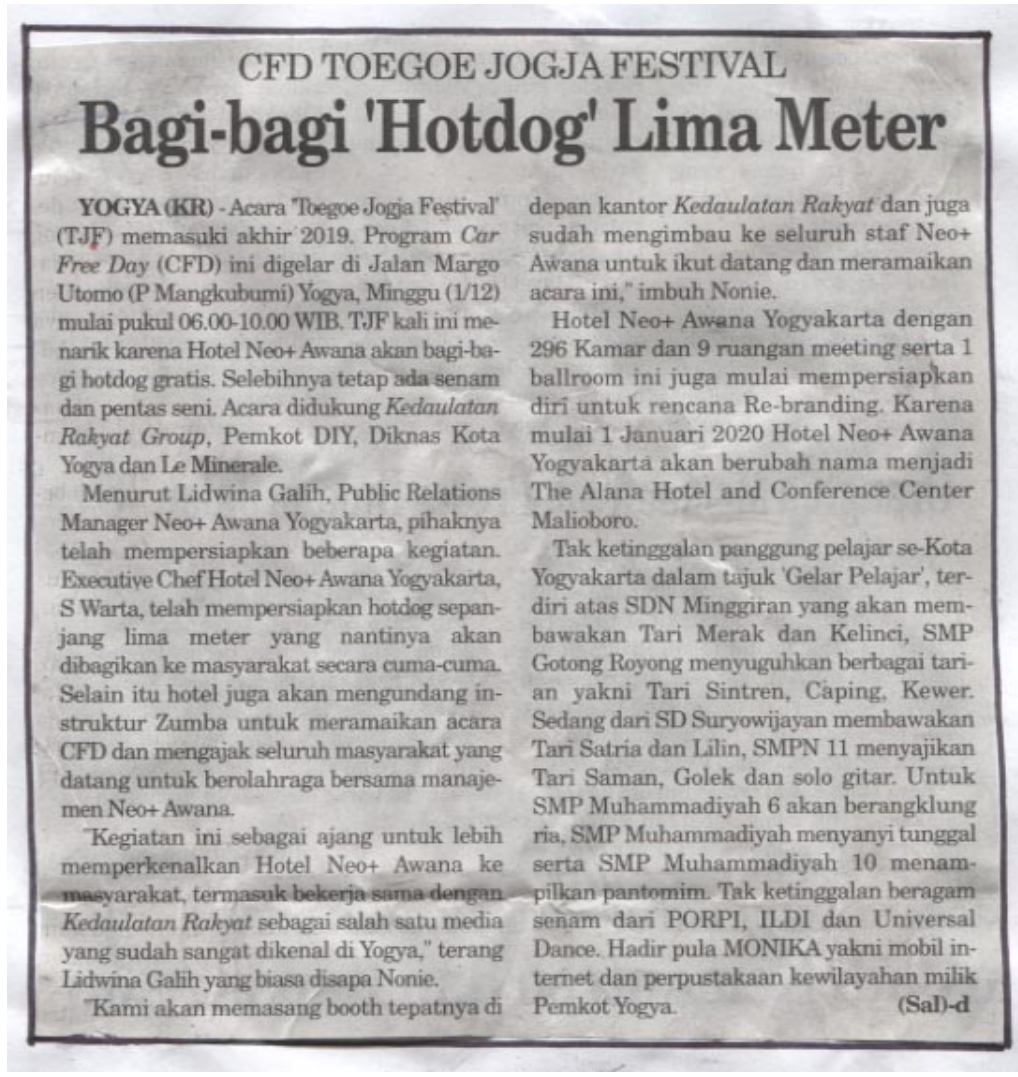 CFD TOEGOE JOGJA FESTIVAL
Bagi-bagi 'Hotdog' Lima Meter
YOGYA (KR) - Acara 'Toegoe Jogja Festival'
(TJF) memasuki akhir 2019. Program Car
Free Day (CFD) ini digelar di Jalan Margo
Utomo (P Mangkubumi) Yogya, Minggu (1/12)
mulai pukul 06.00-10.00 WIB. TJF kali ini me-
narik karena Hotel Neo+ Awana akan bagi-ba-
gi hotdog gratis. Selebihnya tetap ada senam
dan pentas seni. Acara didukung Kedaulatan
Rakyat Group, Pemkot DIY, Diknas Kota
Yogya dan Le Minerale.
Menurut Lidwina Galih, Public Relations
Manager Neo+ Awana Yogyakarta, pihaknya
telah mempersiapkan beberapa kegiatan.
Executive Chef Hotel Neo+ Awana Yogyakarta,
S Warta, telah mempersiapkan hotdog sepan-
jang lima meter yang nantinya akan
dibagikan ke masyarakat secara cuma-cuma.
Selain itu hotel juga akan mengundang in-
struktur Zumba untuk meramaikan acara
CFD dan mengajak seluruh masyarakat yang
datang untuk berolahraga bersama manaje-
men Neo+ Awana.
"Kegiatan ini sebagai ajang untuk lebih
memperkenalkan Hotel Neo+ Awana ke
masyarakat, termasuk bekerja sama dengan
Kedaulatan Rakyat sebagai salah satu media
yang sudah sangat dikenal di Yogya," terang
Lidwina Galih yang biasa disapa Nonie.
"Kami akan memasang booth tepatnya di
depan kantor Kedaulatan Rakyat dan juga
sudah mengimbau ke seluruh staf Neo+
Awana untuk ikut datang dan meramaikan
acara ini," imbuh Nonie.
Hotel Neo+ Awana Yogyakarta dengan
296 Kamar dan 9 ruangan meeting serta 1
ballroom ini juga mulai mempersiapkan
diri untuk rencana Re-branding. Karena
mulai 1 Januari 2020 Hotel Neo+ Awana
Yogyakarta akan berubah nama menjadi
The Alana Hotel and Conference Center
Malioboro.
Tak ketinggalan panggung pelajar se-Kota
Yogyakarta dalam tajuk 'Gelar Pelajar', ter-
diri atas SDN Minggiran yang akan mem-
bawakan Tari Merak dan Kelinci, SMP
Gotong Royong menyuguhkan berbagai tari-
an yakni Tari Sintren, Caping, Kewer.
Sedang dari SD Suryowijayan membawakan
Tari Satria dan Lilin, SMPN 11 menyajikan
Tari Saman, Golek dan solo gitar. Untuk
SMP Muhammadiyah 6 akan berangklung
ria, SMP Muhammadiyah menyanyi tunggal
serta SMP Muhammadiyah 10 menam-
pilkan pantomim. Tak ketinggalan beragam
senam dari PORPI, ILDI dan Universal
Dance. Hadir pula MONIKA yakni mobil in-
ternet dan perpustakaan kewilayahan milik
Pemkot Yogya. (Sal)-d